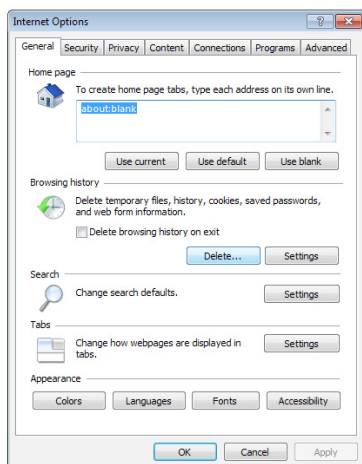 Internet Options
General Security Privacy Content Connections Programs Advanced
Home page
To create home page tabs, type each address on its own line.
about:blank
Use current Use default Use blank
Browsing history
Delete temporary files, history, cookies, saved passwords,
and web form information.
Delete browsing history on exit
Delete... Settings
Search
Change search defaults. Settings
Tabs
Change how webpages are displayed in
tabs. Settings
Appearance
Colors Languages Fonts Accessibility
OK Cancel Apply